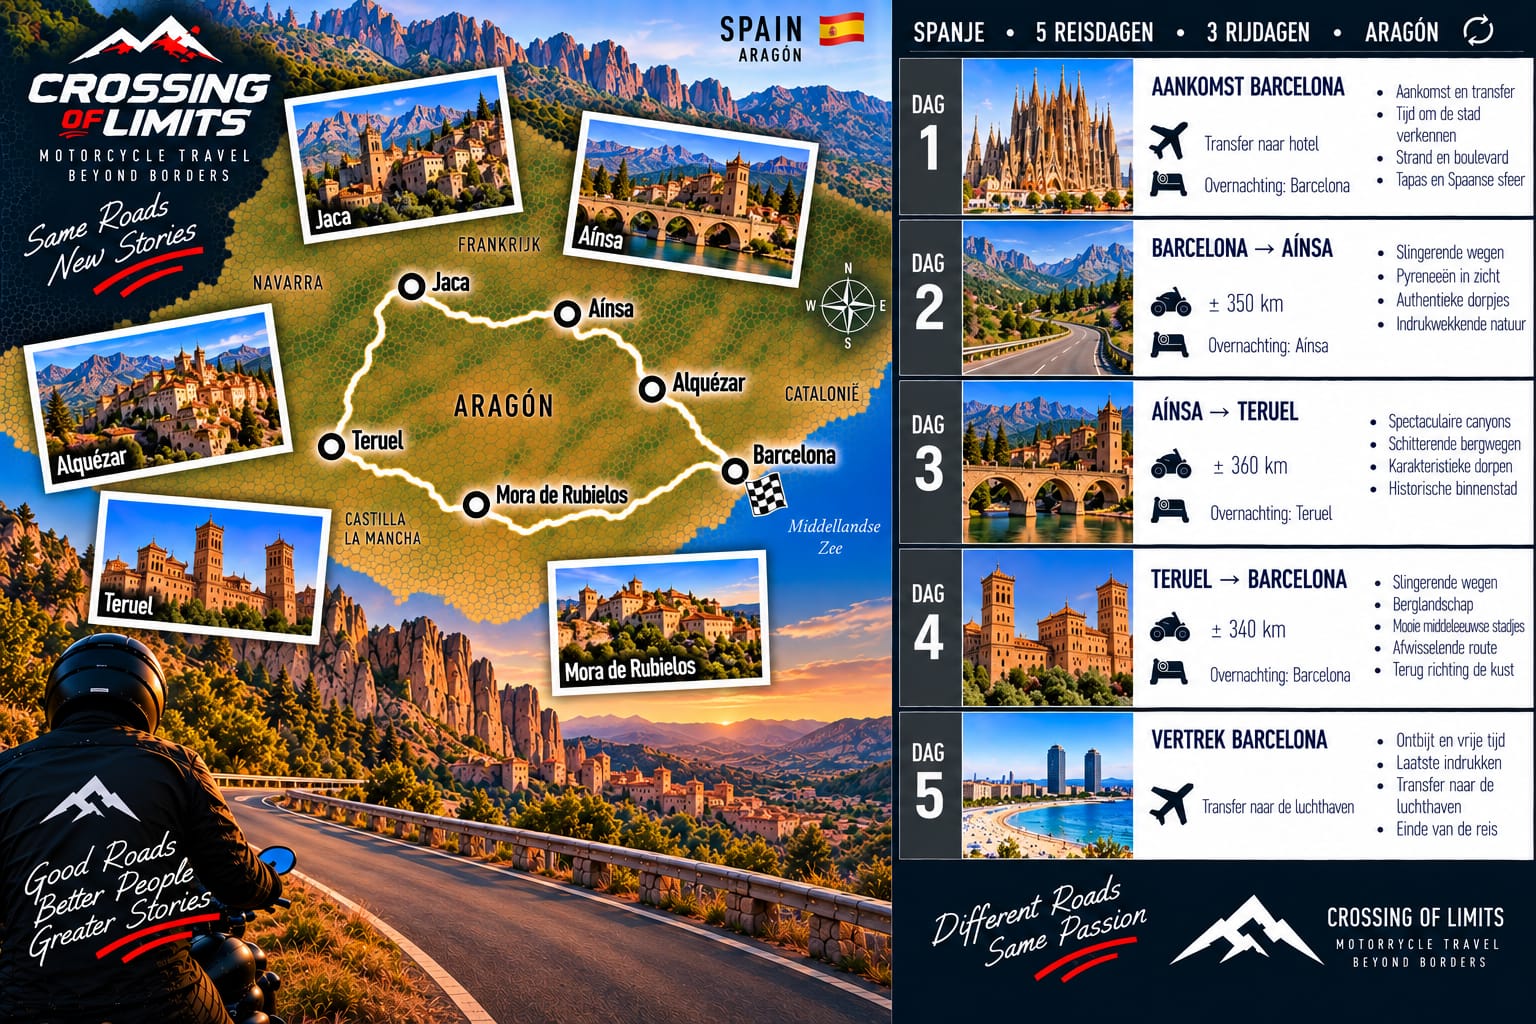 CROSSING
OF LIMITS
MOTORCYCLE TRAVEL
BEYOND BORDERS
Same Roads
New Stories
SPAIN
ARAGÓN
Jaca
Aínsa
Alquézar
Teruel
Mora de Rubielos
FRANKRIJK
NAVARRA
Jaca
Aínsa
N
W E
S
Alquézar
CATALONIË
ARAGÓN
Teruel
Barcelona
Mora de Rubielos
CASTILLA
LA MANCHA
Middellandse
Zee
Good Roads
Better People
Greater Stories
SPANJE • 5 REISDAGEN • 3 RIJDAGEN • ARAGÓN
DAG
1
AANKOMST BARCELONA
Transfer naar hotel
Overnachting: Barcelona
• Aankomst en transfer
• Tijd om de stad
verkennen
• Strand en boulevard
• Tapas en Spaanse sfeer
DAG
2
BARCELONA → AÍNSA
± 350 km
Overnachting: Aínsa
• Slingerende wegen
• Pyreneeën in zicht
• Authentieke dorpjes
• Indrukwekkende natuur
DAG
3
AÍNSA → TERUEL
± 360 km
Overnachting: Teruel
• Spectaculaire canyons
• Schitterende bergwegen
• Karakteristieke dorpen
• Historische binnenstad
DAG
4
TERUEL → BARCELONA
± 340 km
Overnachting: Barcelona
• Slingerende wegen
• Berglandschap
• Mooie middeleeuwse stadjes
• Afwisselende route
• Terug richting de kust
DAG
5
VERTREK BARCELONA
Transfer naar de luchthaven
• Ontbijt en vrije tijd
• Laatste indrukken
• Transfer naar de
luchthaven
• Einde van de reis
Different Roads
Same Passion
CROSSING OF LIMITS
MOTORRYCLE TRAVEL
BEYOND BORDERS